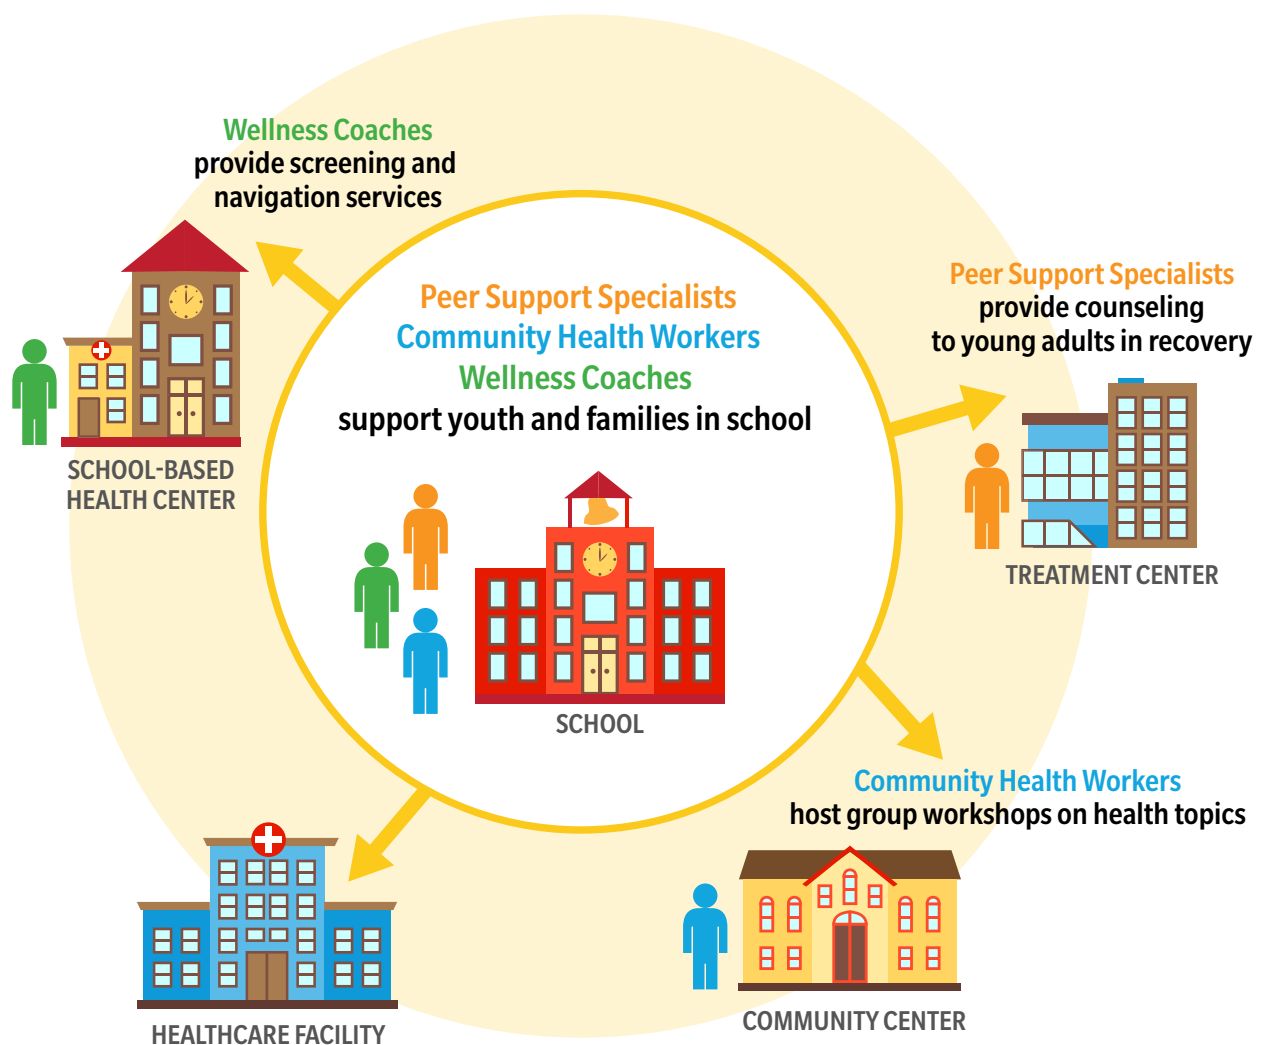 Wellness Coaches
provide screening and
navigation services
SCHOOL-BASED
HEALTH CENTER
Peer Support Specialists
Community Health Workers
Wellness Coaches
support youth and families in school
SCHOOL
Peer Support Specialists
provide counseling
to young adults in recovery
TREATMENT CENTER
Community Health Workers
host group workshops on health topics
COMMUNITY CENTER
HEALTHCARE FACILITY